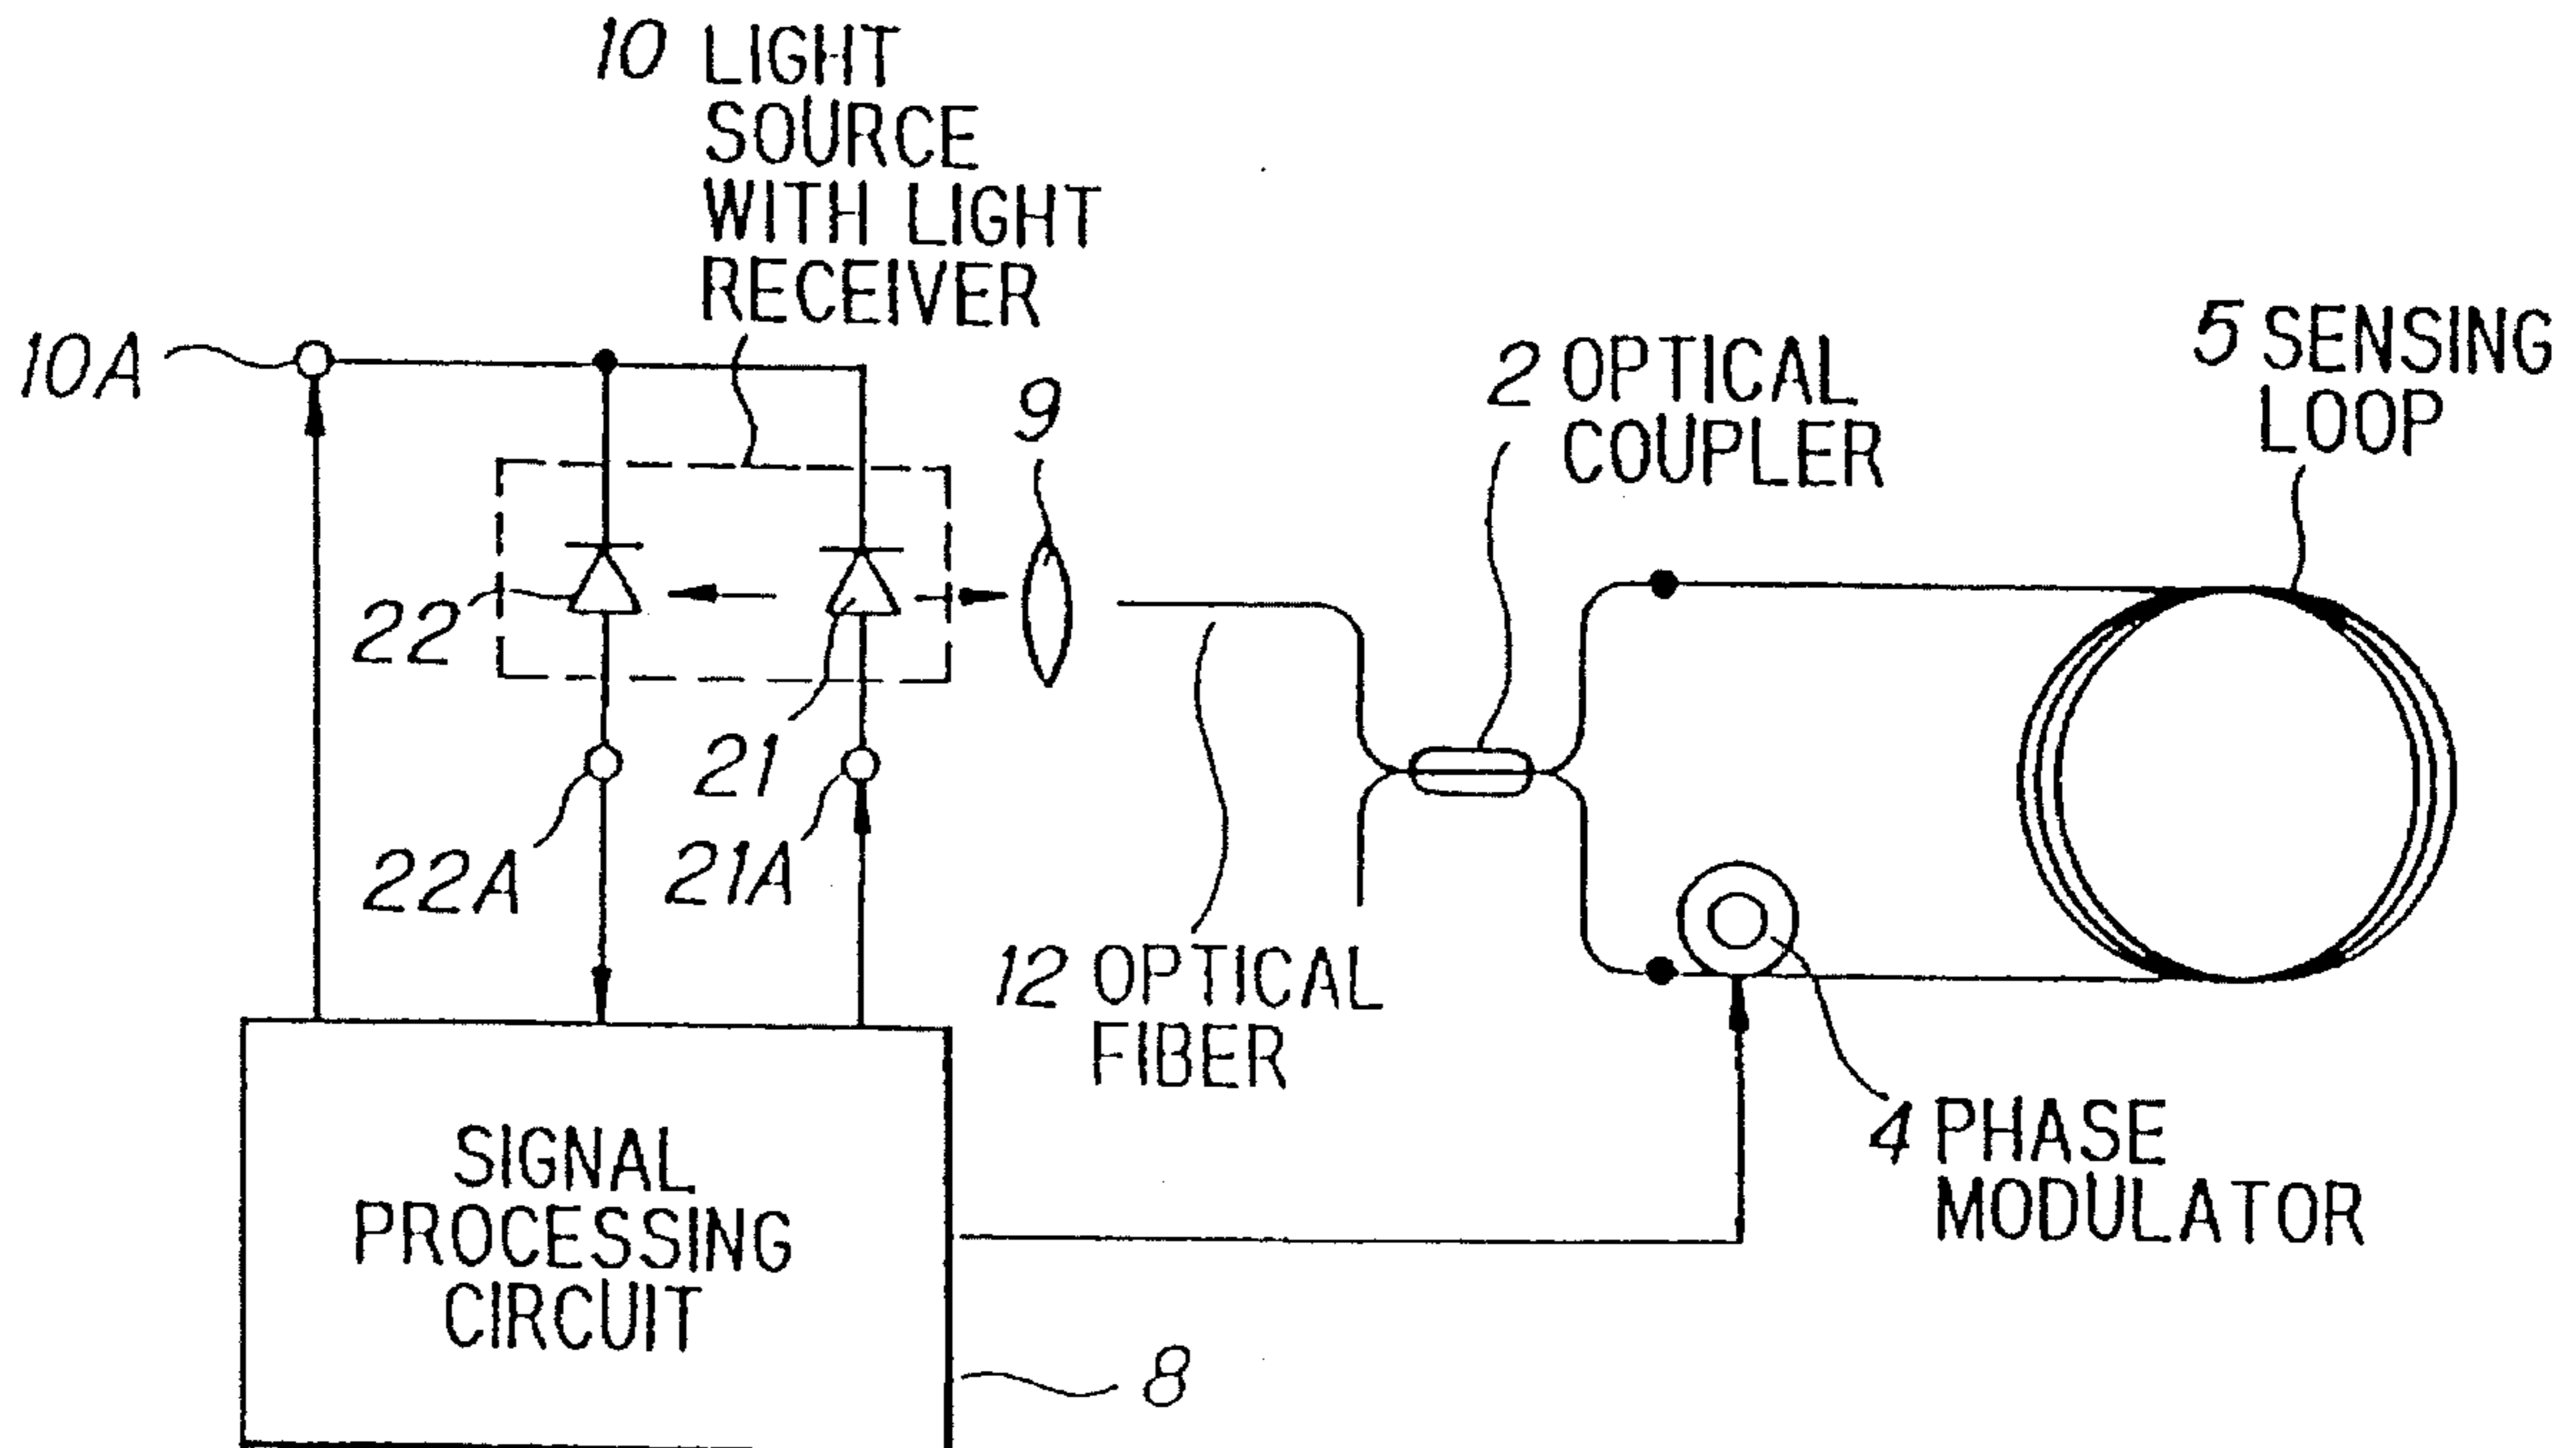 10 LIGHT
SOURCE
WITH LIGHT
RECEIVER
10A
9
2 OPTICAL
COUPLER
5 SENSING
LOOP
22
21
22A
21A
12 OPTICAL
FIBER
4 PHASE
MODULATOR
SIGNAL
PROCESSING
CIRCUIT
8